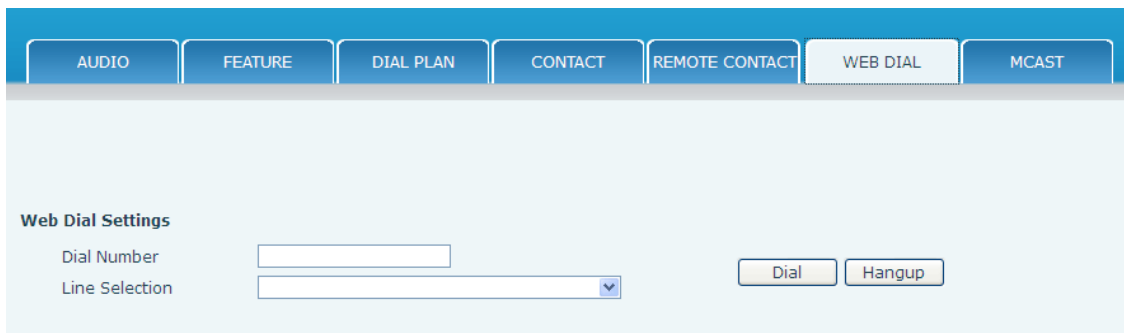 AUDIO FEATURE DIAL PLAN CONTACT REMOTE CONTACT WEB DIAL MCAST
Web Dial Settings
Dial Number
Line Selection
Dial Hangup